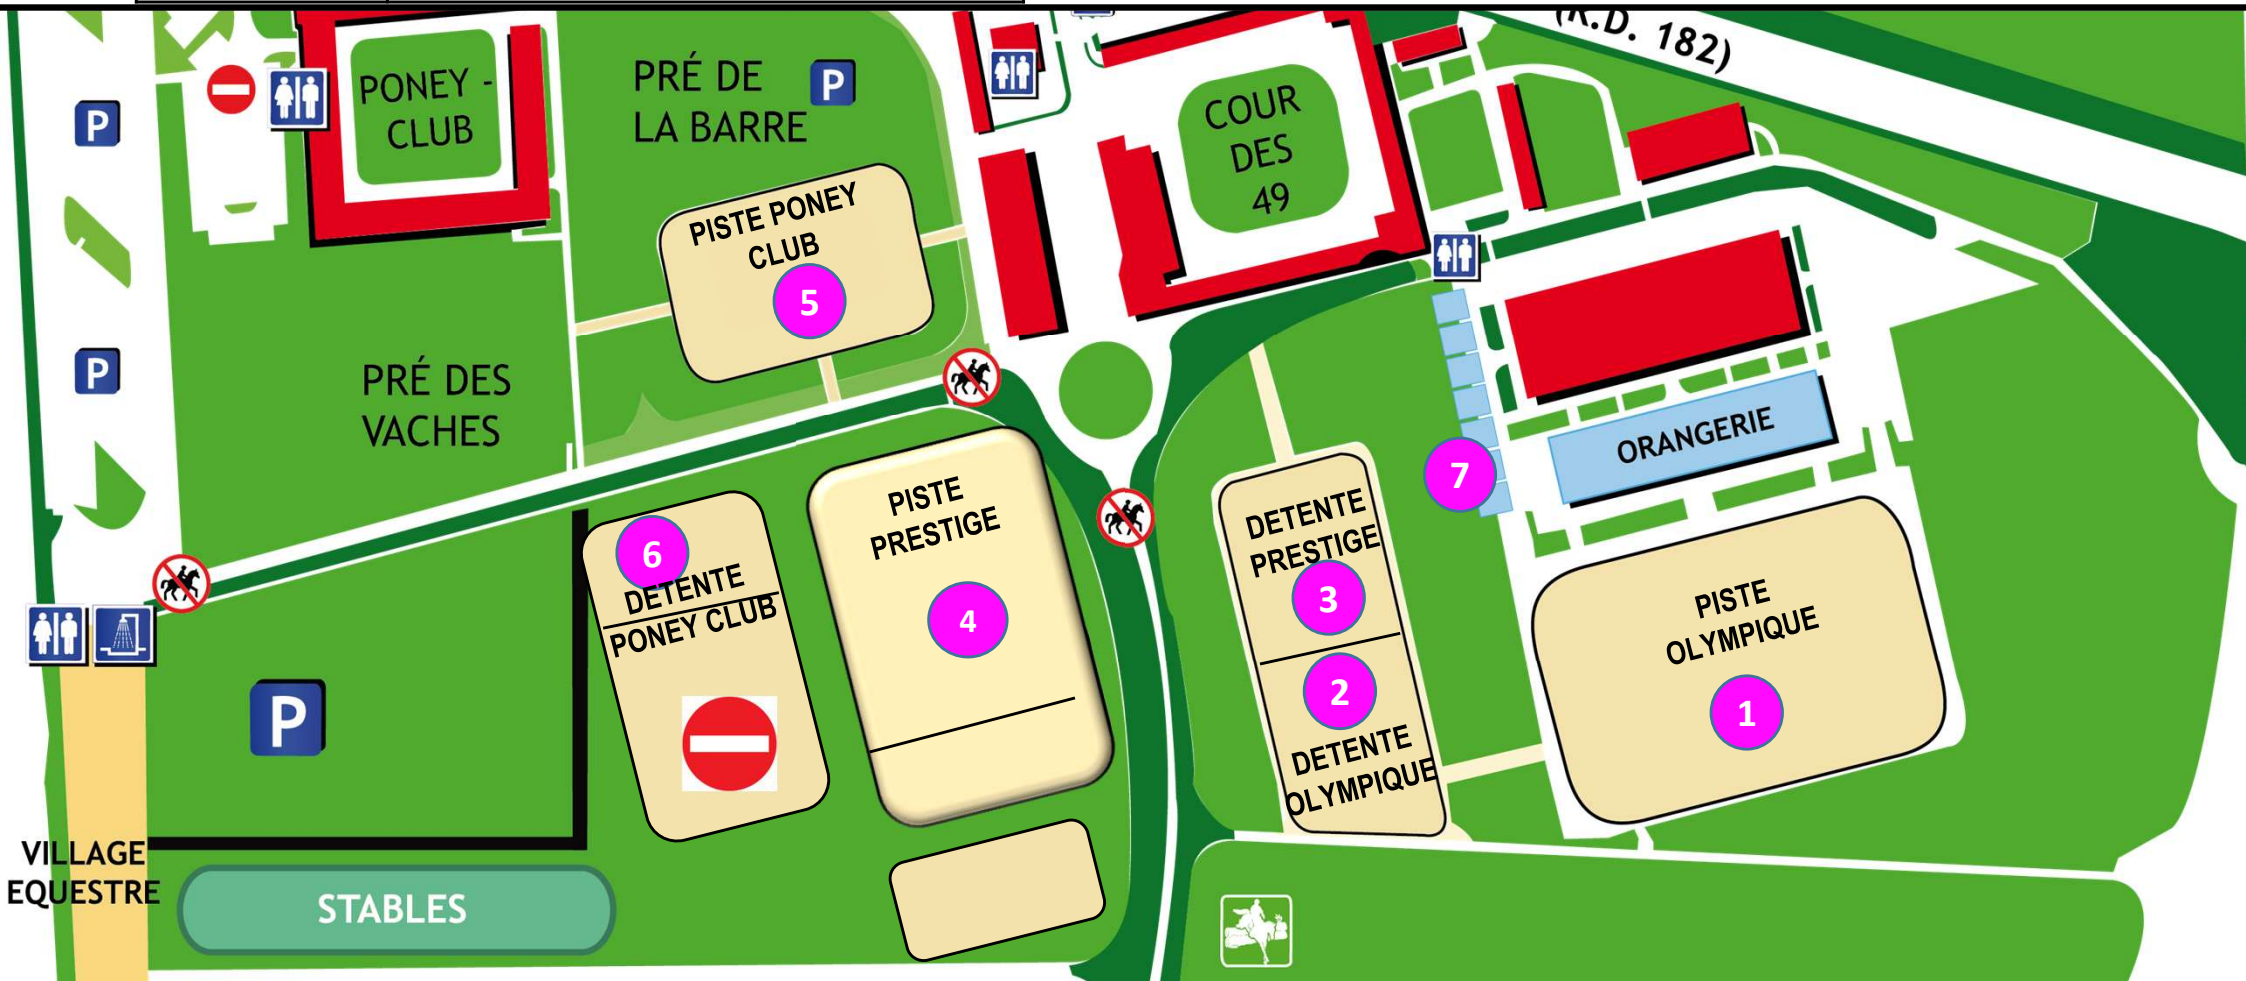 (R.D. 182)
P
PONEY -
CLUB
PRÉ DE
LA BARRE
P
COUR
DES
49
PISTE PONEY
CLUB
5
P
PRÉ DES
VACHES
ORANGERIE
7
PISTE
PRESTIGE
4
6
DETENTE
PONEY CLUB
DETENTE
PRESTIGE
3
2
DETENTE
OLYMPIQUE
PISTE
OLYMPIQUE
1
P
VILLAGE
EQUESTRE
STABLES